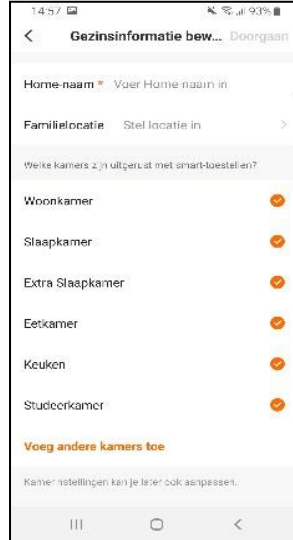 14:57 93%
Gezinsinformatie bew... Doorgaan
Home-naam * Voer Home-naam in
Familielocatie Stel locatie in
Welke kamers zijn uitgerust met smart-toestellen?
Woonkamer
Slaapkamer
Extra Slaapkamer
Eetkamer
Keuken
Studeerkamer
Voeg andere kamers toe
Kamerinstellingen kan je later ook aanpassen.